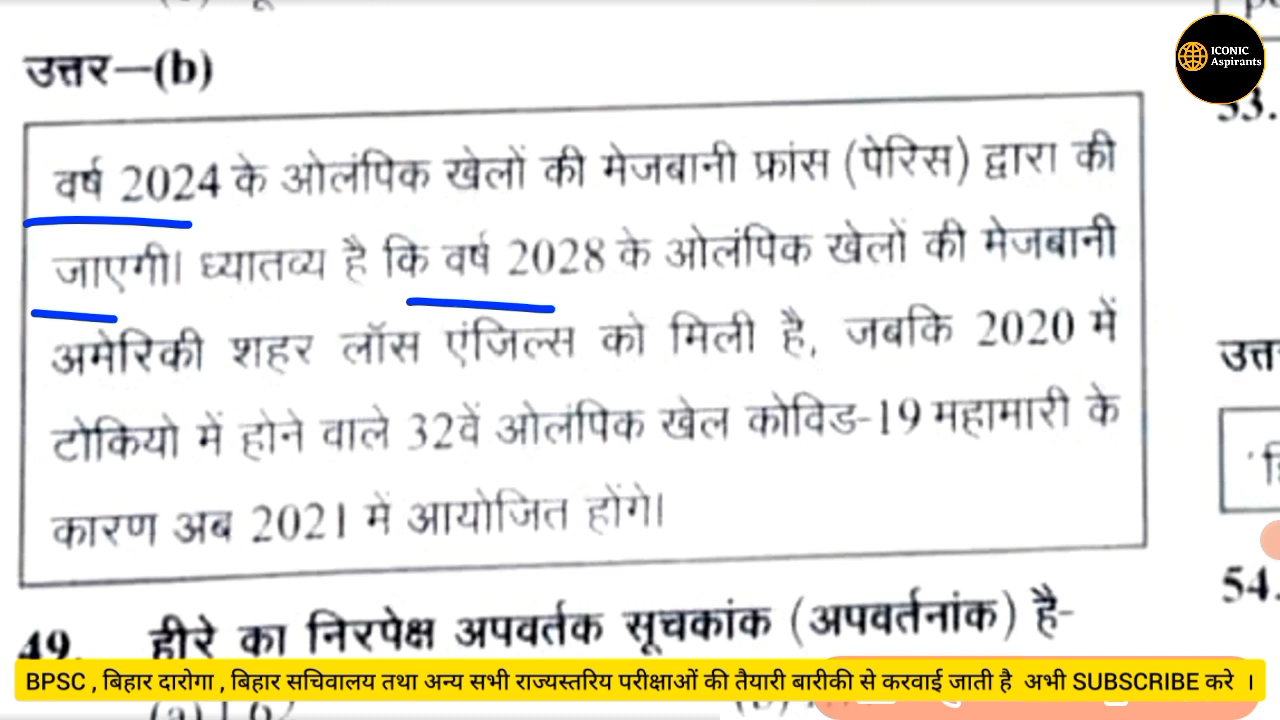 उत्तर—(b)
ICONIC
Aspirants
वर्ष 2024 के ओलंपिक खेलों की मेजबानी फ्रांस (पेरिस) द्वारा की
जाएगी। ध्यातव्य है कि वर्ष 2028 के ओलंपिक खेलों की मेजबानी
अमेरिकी शहर लॉस एंजिल्स को मिली है, जबकि 2020 में
टोकियो में होने वाले 32वें ओलंपिक खेल कोविड-19 महामारी के
कारण अब 2021 में आयोजित होंगे।
49. हीरे का निरपेक्ष अपवर्तक सूचकांक (अपवर्तनांक) है-
33.
54.
BPSC , बिहार दारोगा , बिहार सचिवालय तथा अन्य सभी राज्यस्तरिय परीक्षाओं की तैयारी बारीकी से करवाई जाती है अभी SUBSCRIBE करे ।